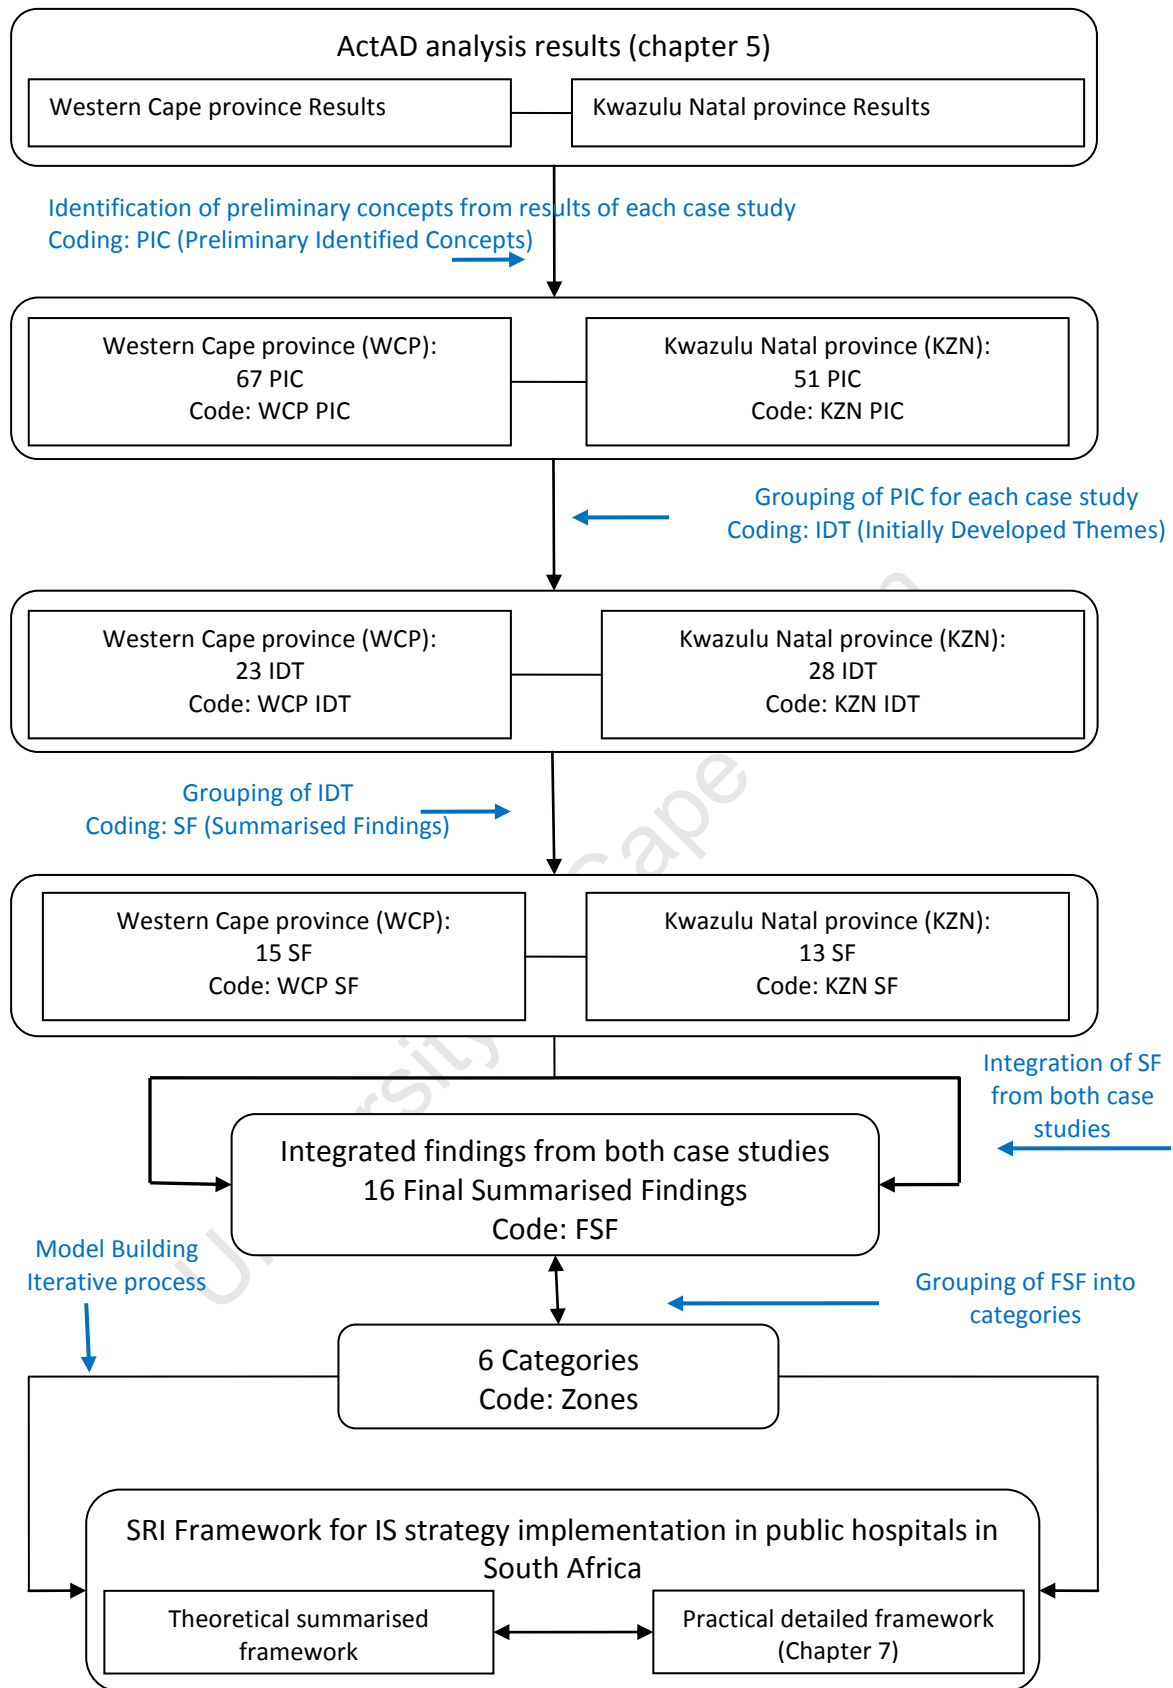 ActAD analysis results (chapter 5)
Western Cape province Results
Kwazulu Natal province Results
Identification of preliminary concepts from results of each case study
Coding: PIC (Preliminary Identified Concepts)
Western Cape province (WCP):
67 PIC
Code: WCP PIC
Kwazulu Natal province (KZN):
51 PIC
Code: KZN PIC
Grouping of PIC for each case study
Coding: IDT (Initially Developed Themes)
Western Cape province (WCP):
23 IDT
Code: WCP IDT
Kwazulu Natal province (KZN):
28 IDT
Code: KZN IDT
Grouping of IDT
Coding: SF (Summarised Findings)
Western Cape province (WCP):
15 SF
Code: WCP SF
Kwazulu Natal province (KZN):
13 SF
Code: KZN SF
Integration of SF
from both case
studies
Integrated findings from both case studies
16 Final Summarised Findings
Code: FSF
Model Building
Iterative process
Grouping of FSF into
categories
6 Categories
Code: Zones
SRI Framework for IS strategy implementation in public hospitals in
South Africa
Theoretical summarised
framework
Practical detailed framework
(Chapter 7)
Cape